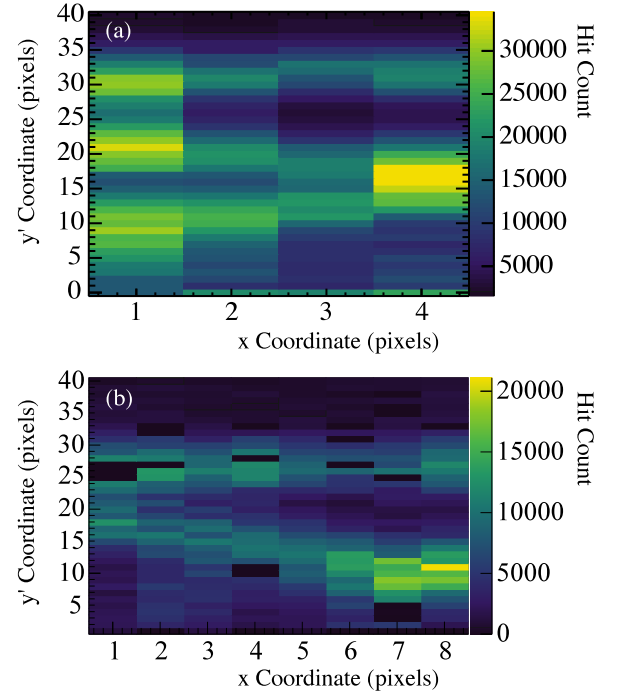 (a)
40
35
30
25
20
15
10
5
0
y' Coordinate (pixels)
1 2 3 4
x Coordinate (pixels)
30000
25000
20000
15000
10000
5000
Hit Count
(b)
40
35
30
25
20
15
10
5
y' Coordinate (pixels)
1 2 3 4 5 6 7 8
x Coordinate (pixels)
20000
15000
10000
5000
0
Hit Count